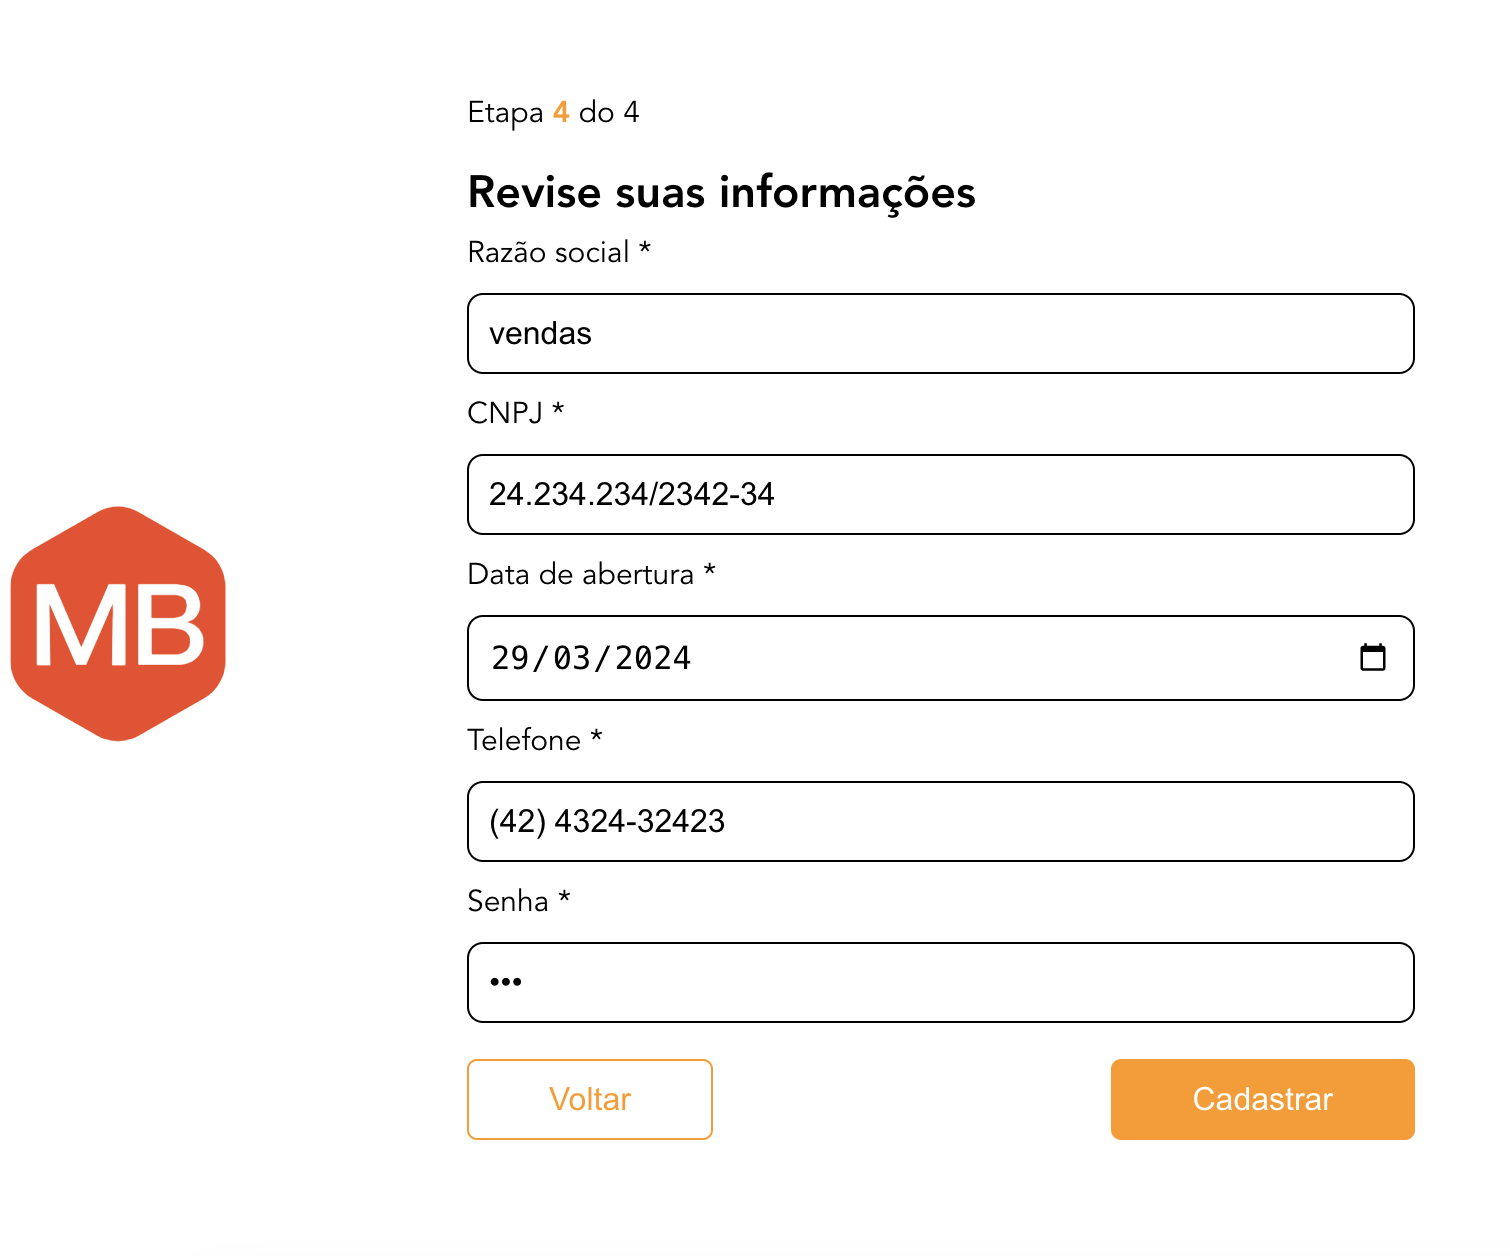 Etapa 4 do 4
Revise suas informações
Razão social *
vendas
CNPJ *
24.234.234/2342-34
Data de abertura *
29/03/2024
Telefone *
(42) 4324-32423
Senha *
•••
Voltar
Cadastrar
MB